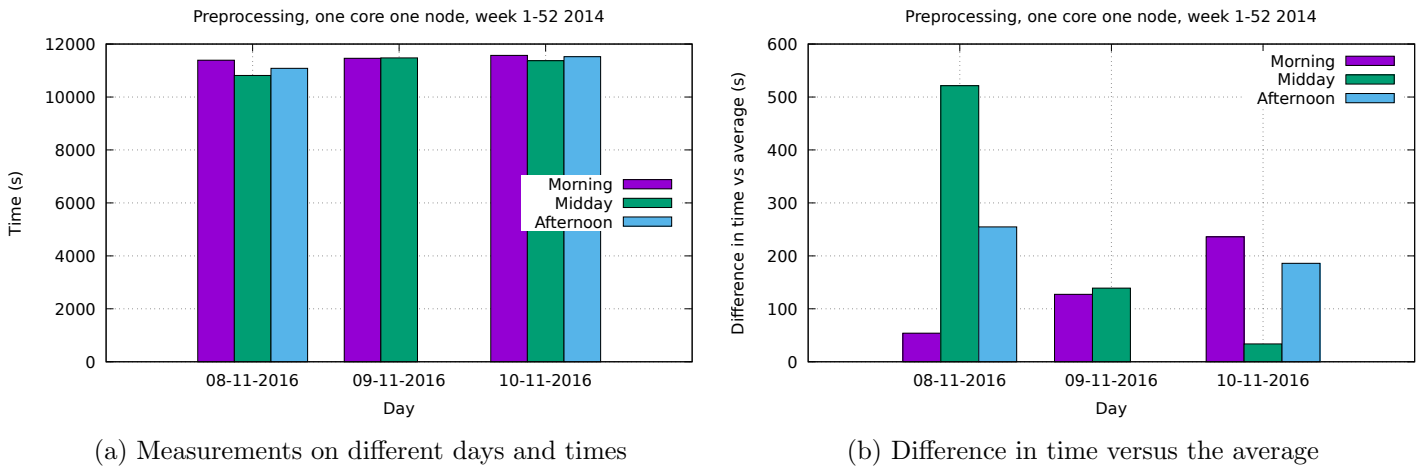 Preprocessing, one core one node, week 1-52 2014
12000
10000
8000
6000
4000
2000
0
Time (s)
Morning
Midday
Afternoon
08-11-2016
09-11-2016
10-11-2016
Day
(a) Measurements on different days and times
Preprocessing, one core one node, week 1-52 2014
600
500
400
300
200
100
0
Difference in time vs average (s)
Morning
Midday
Afternoon
08-11-2016
09-11-2016
10-11-2016
Day
(b) Difference in time versus the average